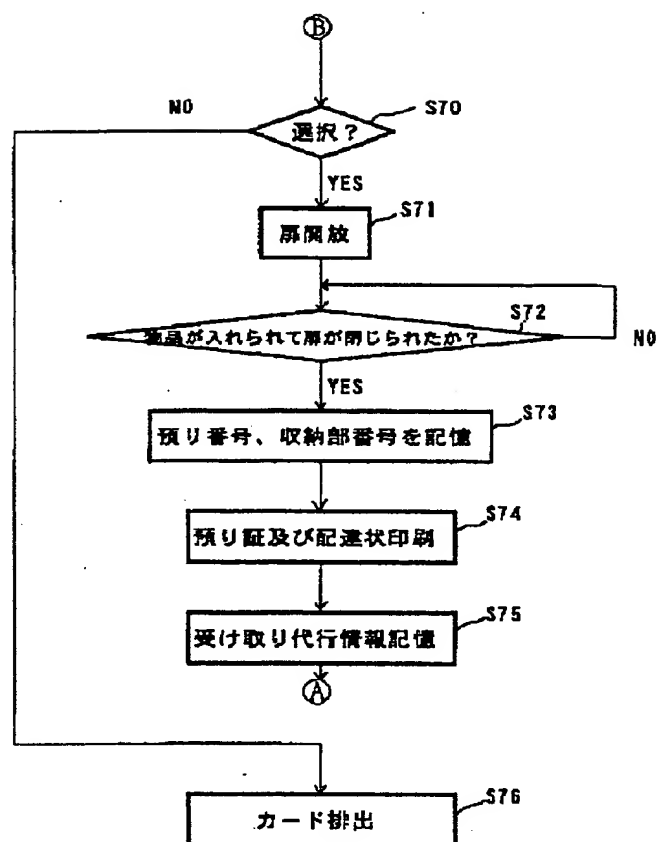 B
NO
選択？
S70
YES
S71
扉開放
S72
物品が入れられて扉が閉じられたか？
NO
YES
S73
預り番号、収納部番号を記憶
S74
預り証及び配達状印刷
S75
受け取り代行情報記憶
A
S76
カード排出